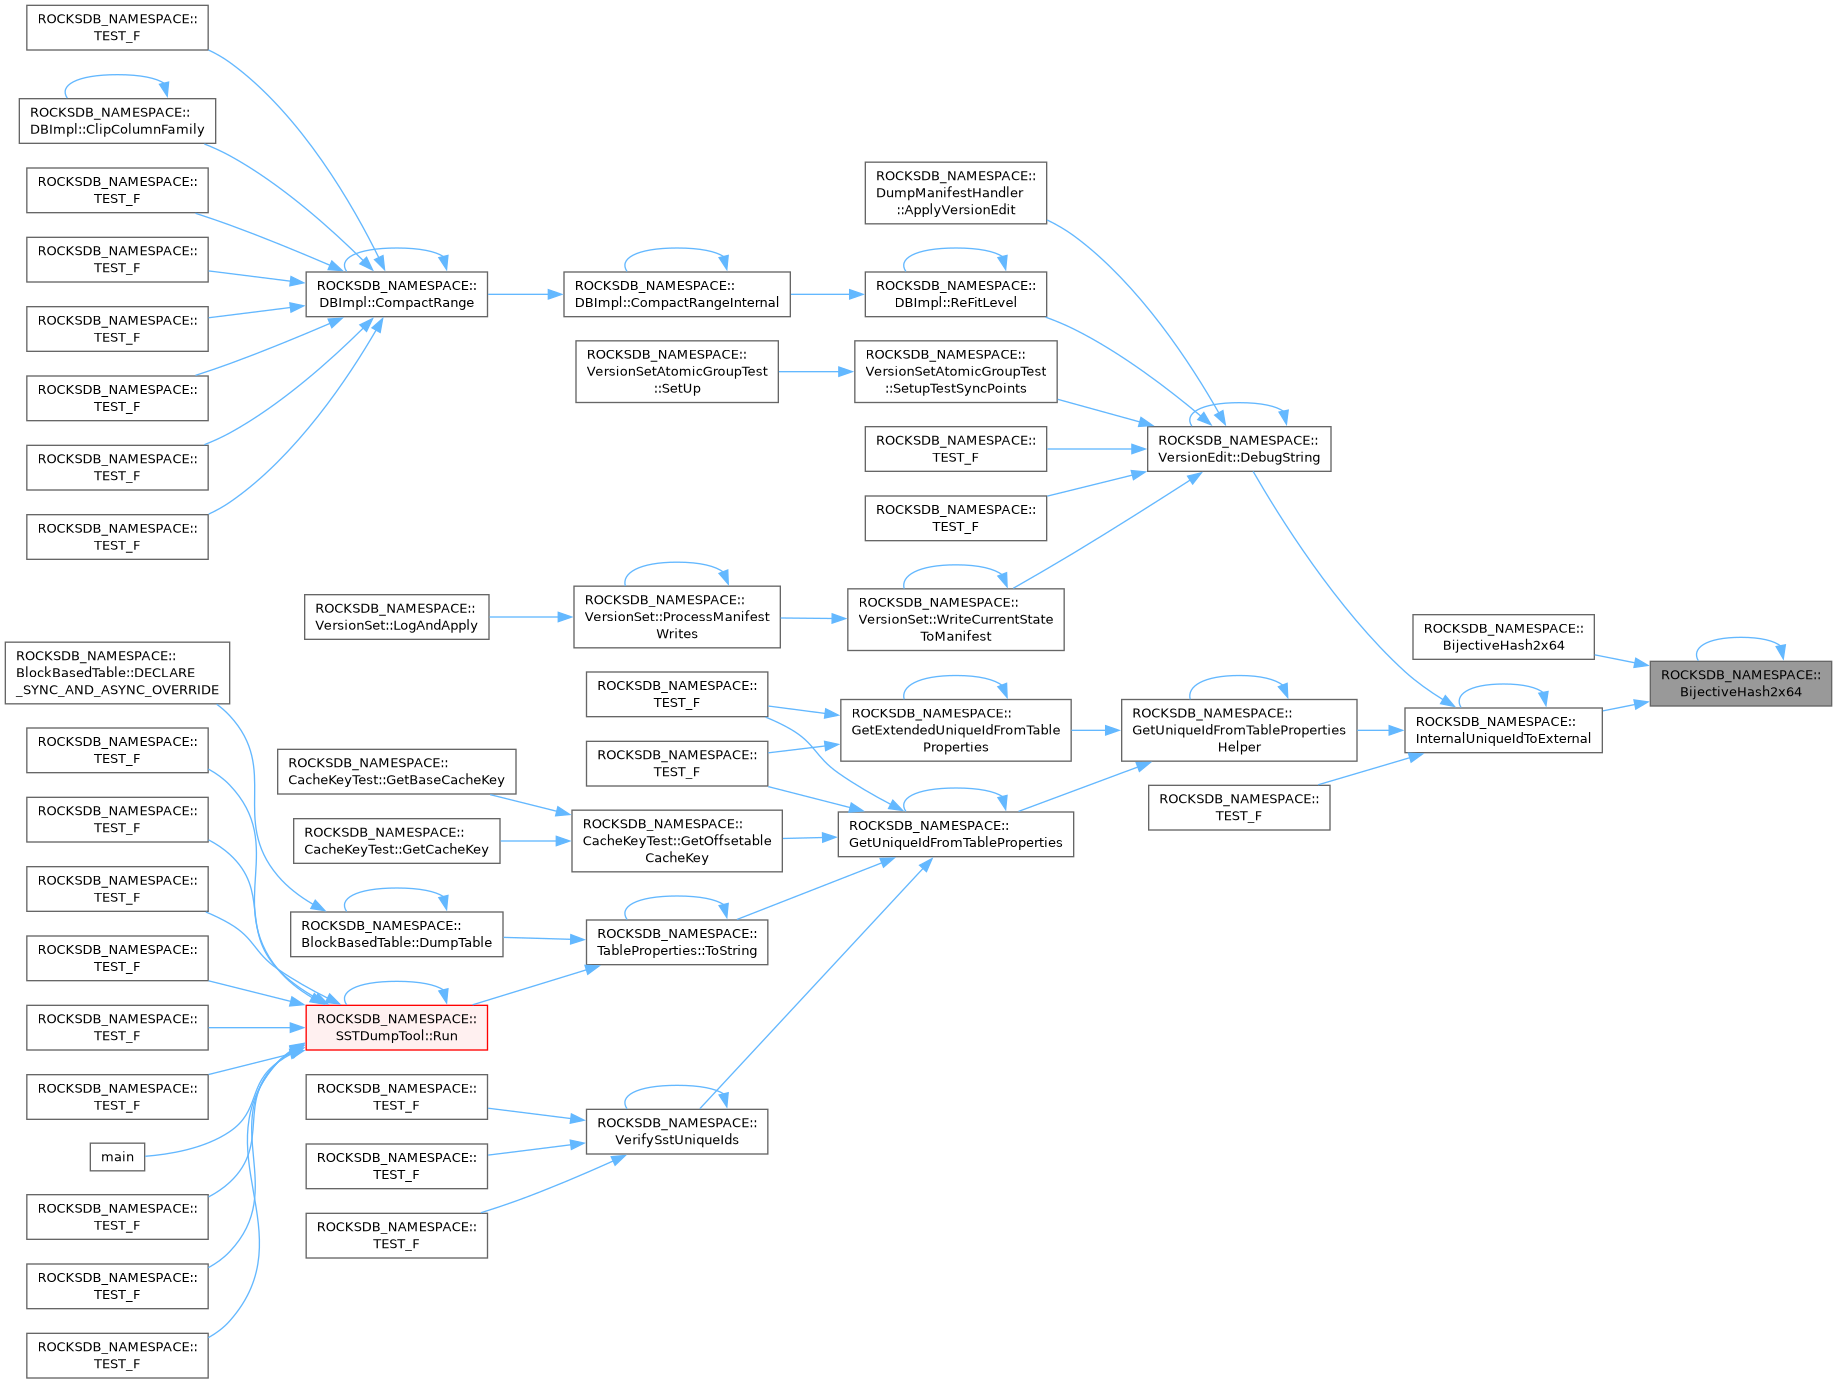 ROCKSDB_NAMESPACE::
TEST_F
ROCKSDB_NAMESPACE::
DBImpl::ClipColumnFamily
ROCKSDB_NAMESPACE::
TEST_F
ROCKSDB_NAMESPACE::
TEST_F
ROCKSDB_NAMESPACE::
TEST_F
ROCKSDB_NAMESPACE::
TEST_F
ROCKSDB_NAMESPACE::
TEST_F
ROCKSDB_NAMESPACE::
TEST_F
ROCKSDB_NAMESPACE::
DBImpl::CompactRange
ROCKSDB_NAMESPACE::
DBImpl::CompactRangeInternal
ROCKSDB_NAMESPACE::
DumpManifestHandler
::ApplyVersionEdit
ROCKSDB_NAMESPACE::
DBImpl::ReFitLevel
ROCKSDB_NAMESPACE::
VersionSetAtomicGroupTest
::SetUp
ROCKSDB_NAMESPACE::
VersionSetAtomicGroupTest
::SetupTestSyncPoints
ROCKSDB_NAMESPACE::
TEST_F
ROCKSDB_NAMESPACE::
TEST_F
ROCKSDB_NAMESPACE::
VersionEdit::DebugString
ROCKSDB_NAMESPACE::
VersionSet::LogAndApply
ROCKSDB_NAMESPACE::
VersionSet::ProcessManifest
Writes
ROCKSDB_NAMESPACE::
VersionSet::WriteCurrentState
ToManifest
ROCKSDB_NAMESPACE::
BijectiveHash2x64
ROCKSDB_NAMESPACE::
BijectiveHash2x64
ROCKSDB_NAMESPACE::
InternalUniqueIdToExternal
ROCKSDB_NAMESPACE::
GetUniqueIdFromTableProperties
Helper
ROCKSDB_NAMESPACE::
TEST_F
ROCKSDB_NAMESPACE::
GetExtendedUniqueIdFromTable
Properties
ROCKSDB_NAMESPACE::
GetUniqueIdFromTableProperties
ROCKSDB_NAMESPACE::
TEST_F
ROCKSDB_NAMESPACE::
TEST_F
ROCKSDB_NAMESPACE::
CacheKeyTest::GetBaseCacheKey
ROCKSDB_NAMESPACE::
CacheKeyTest::GetCacheKey
ROCKSDB_NAMESPACE::
CacheKeyTest::GetOffsetable
CacheKey
ROCKSDB_NAMESPACE::
BlockBasedTable::DumpTable
ROCKSDB_NAMESPACE::
TableProperties::ToString
ROCKSDB_NAMESPACE::
SSTDumpTool::Run
ROCKSDB_NAMESPACE::
VerifySstUniqueIds
ROCKSDB_NAMESPACE::
TEST_F
ROCKSDB_NAMESPACE::
TEST_F
ROCKSDB_NAMESPACE::
TEST_F
ROCKSDB_NAMESPACE::
BlockBasedTable::DECLARE
_SYNC_AND_ASYNC_OVERRIDE
ROCKSDB_NAMESPACE::
TEST_F
ROCKSDB_NAMESPACE::
TEST_F
ROCKSDB_NAMESPACE::
TEST_F
ROCKSDB_NAMESPACE::
TEST_F
ROCKSDB_NAMESPACE::
TEST_F
ROCKSDB_NAMESPACE::
TEST_F
main
ROCKSDB_NAMESPACE::
TEST_F
ROCKSDB_NAMESPACE::
TEST_F
ROCKSDB_NAMESPACE::
TEST_F